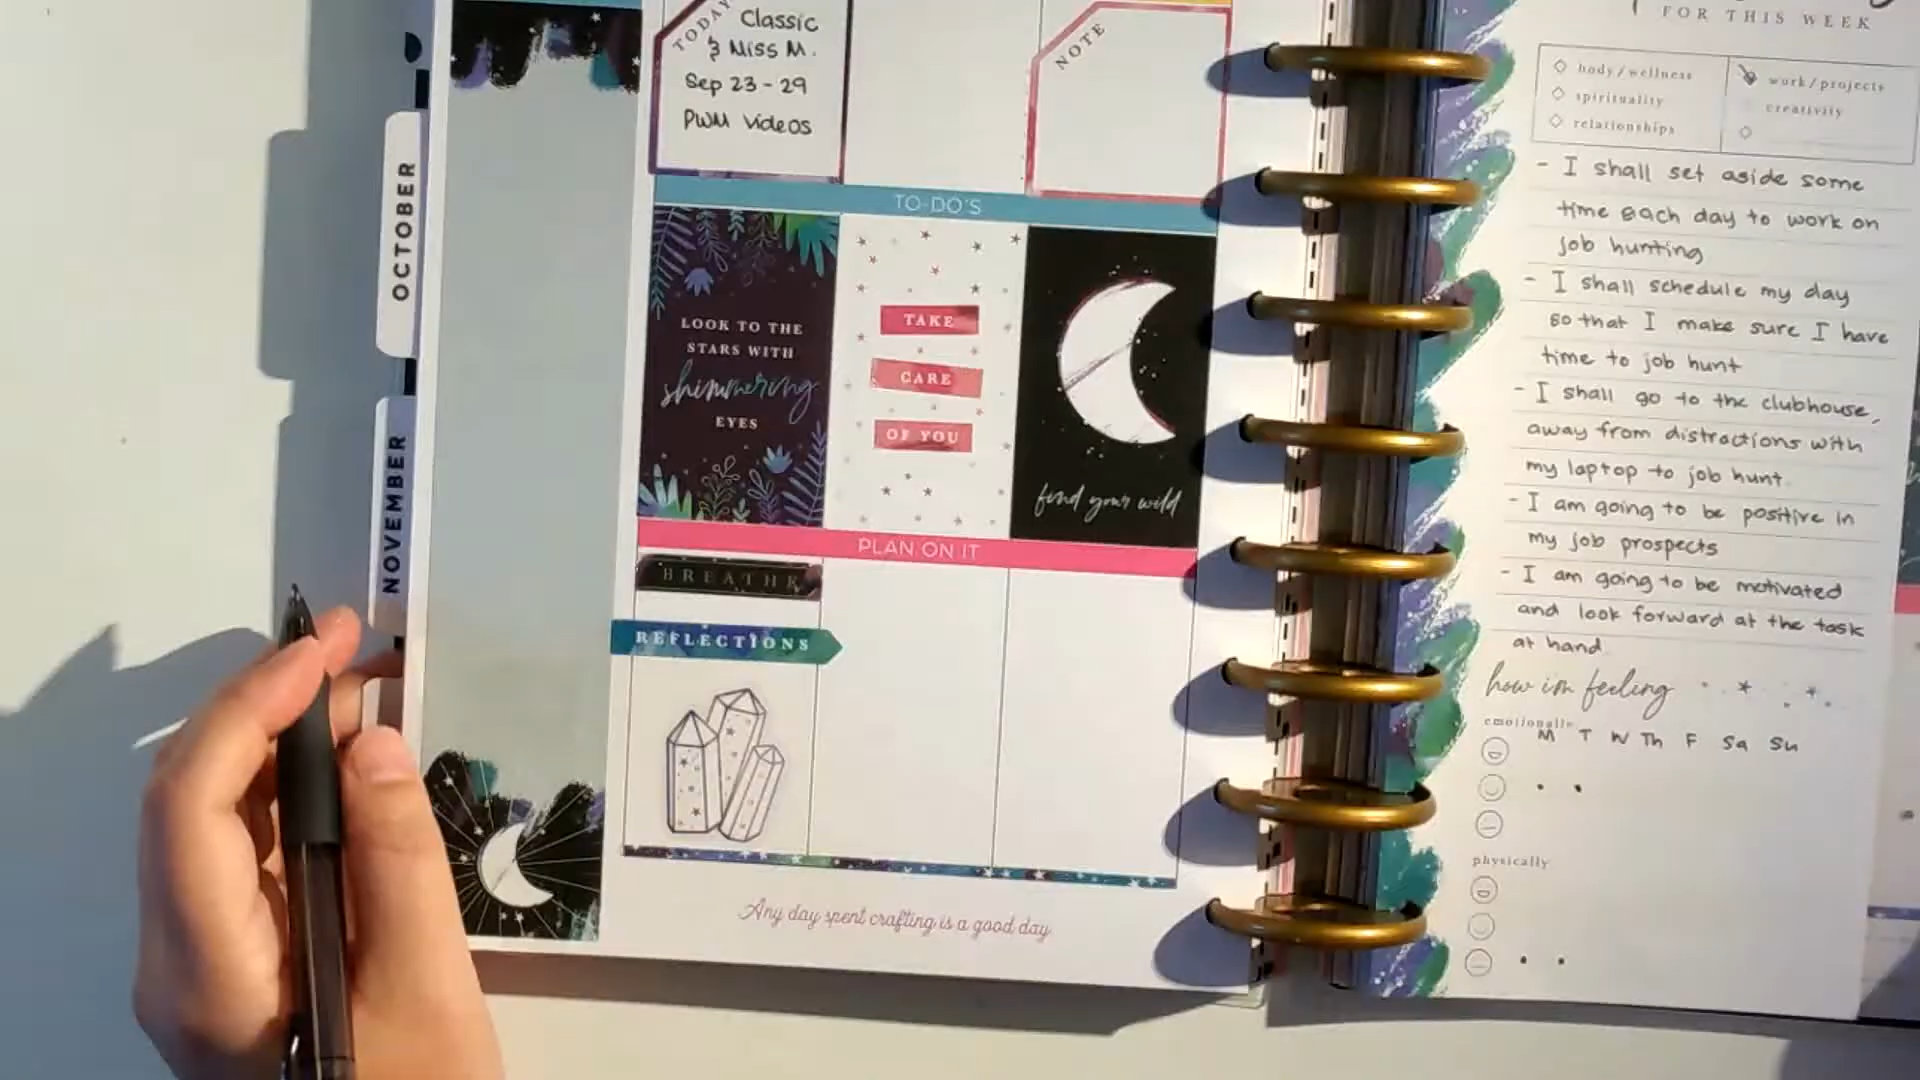 TODAY
Classic
& Miss M.
Sep 23 - 29
PWM Videos
NOTE
TO-DO'S
LOOK TO THE
STARS WITH
shimmering
EYES
TAKE
CARE
OF YOU
find your wild
PLAN ON IT
BREATHE
REFLECTIONS
Any day spent crafting is a good day
OCTOBER
NOVEMBER
FOR THIS WEEK
body/wellness
spirituality
relationships
work/projects
creativity
- I shall set aside some
time each day to work on
job hunting
- I shall schedule my day
so that I make sure I have
time to job hunt
- I shall go to the clubhouse,
away from distractions with
my laptop to job hunt.
- I am going to be positive in
my job prospects
- I am going to be motivated
and look forward at the task
at hand.
how im feeling
emotionally
M T W Th F Sa Su
physically